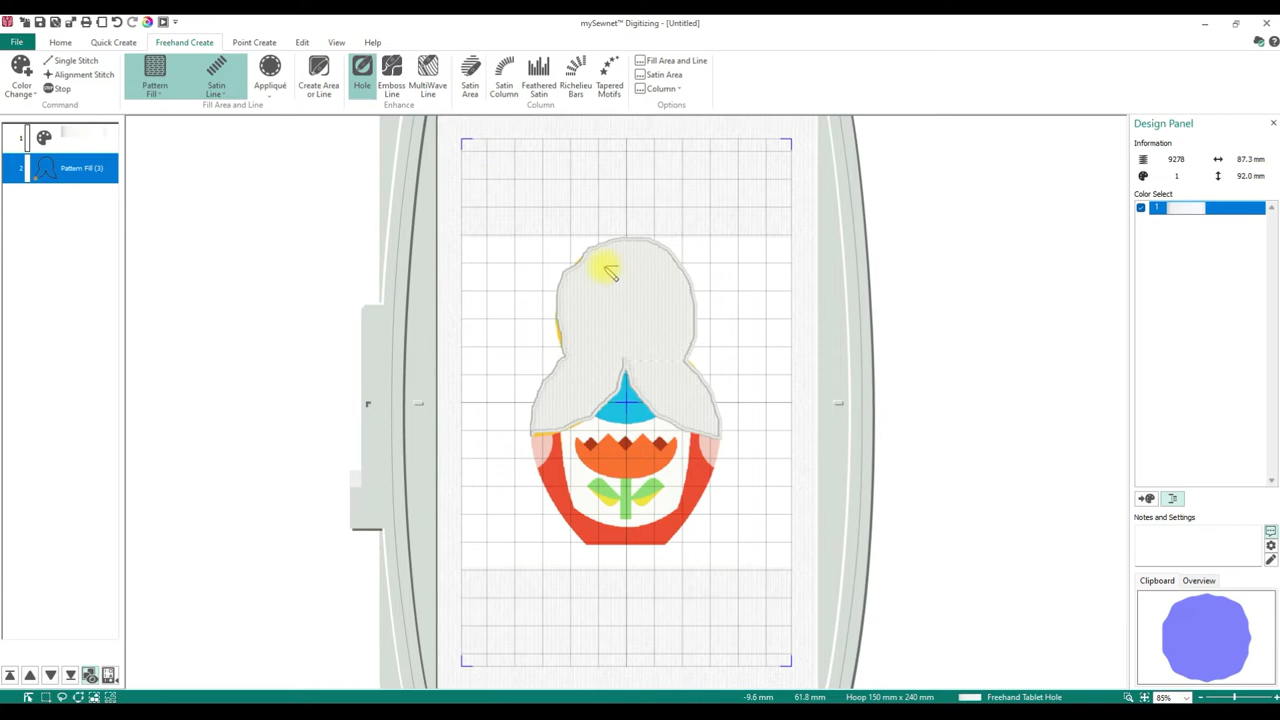 mySewnet™ Digitizing - [Untitled]
File Home Quick Create Freehand Create Point Create Edit View Help
Color Change
Single Stitch
Alignment Stitch
Stop
Command
Pattern Fill
Satin Line
Appliqué
Create Area or Line
Fill Area and Line
Hole
Emboss Line
MultiWave Line
Enhance
Satin Area
Satin Column
Feathered Satin
Richelieu Bars
Tapered Motifs
Column
Fill Area and Line
Satin Area
Column
Options
1
2 Pattern Fill (3)
Design Panel
Information
9278 87.3 mm
1 92.0 mm
Color Select
1
Notes and Settings
Clipboard Overview
-9.6 mm 61.8 mm Hoop 150 mm x 240 mm Freehand Tablet Hole 85%